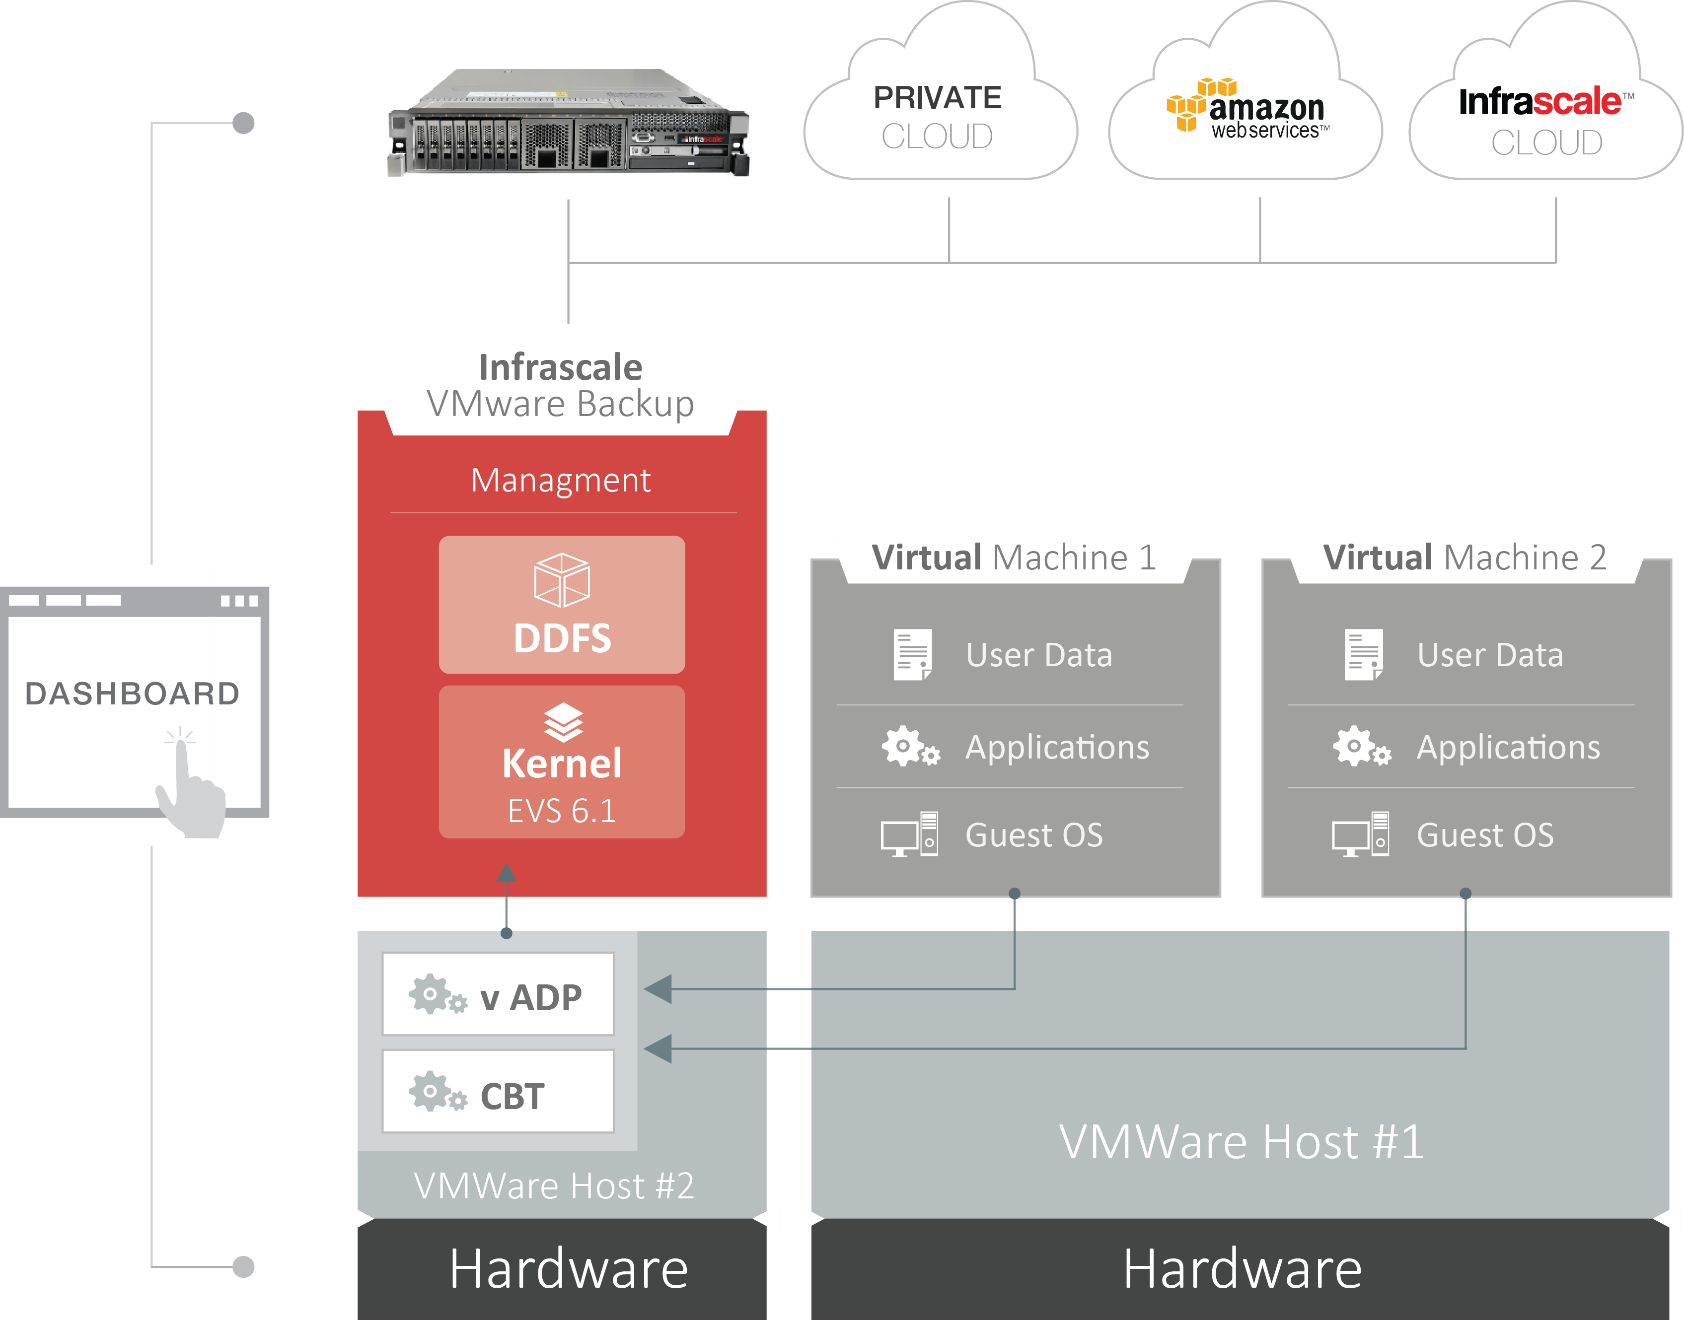 PRIVATE
CLOUD
amazon
webservices™
Infrascale™
CLOUD
infrascale
Infrascale
VMware Backup
Managment
DDFS
Kernel
EVS 6.1
DASHBOARD
Virtual Machine 1
User Data
Applications
Guest OS
Virtual Machine 2
User Data
Applications
Guest OS
v ADP
CBT
VMWare Host #2
VMWare Host #1
Hardware
Hardware